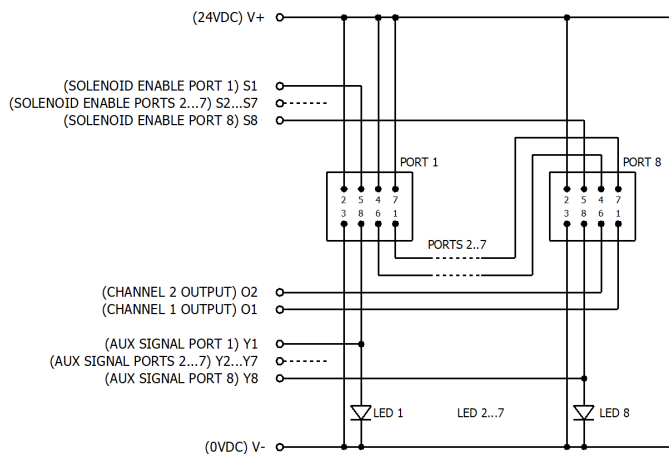 (24VDC) V+
(SOLENOID ENABLE PORT 1) S1
(SOLENOID ENABLE PORTS 2...7) S2...S7
(SOLENOID ENABLE PORT 8) S8
PORT 1
PORT 8
2 5 4 7
3 8 6 1
2 5 4 7
3 8 6 1
PORTS 2..7
(CHANNEL 2 OUTPUT) O2
(CHANNEL 1 OUTPUT) O1
(AUX SIGNAL PORT 1) Y1
(AUX SIGNAL PORTS 2...7) Y2...Y7
(AUX SIGNAL PORT 8) Y8
LED 1
LED 2...7
LED 8
(0VDC) V-